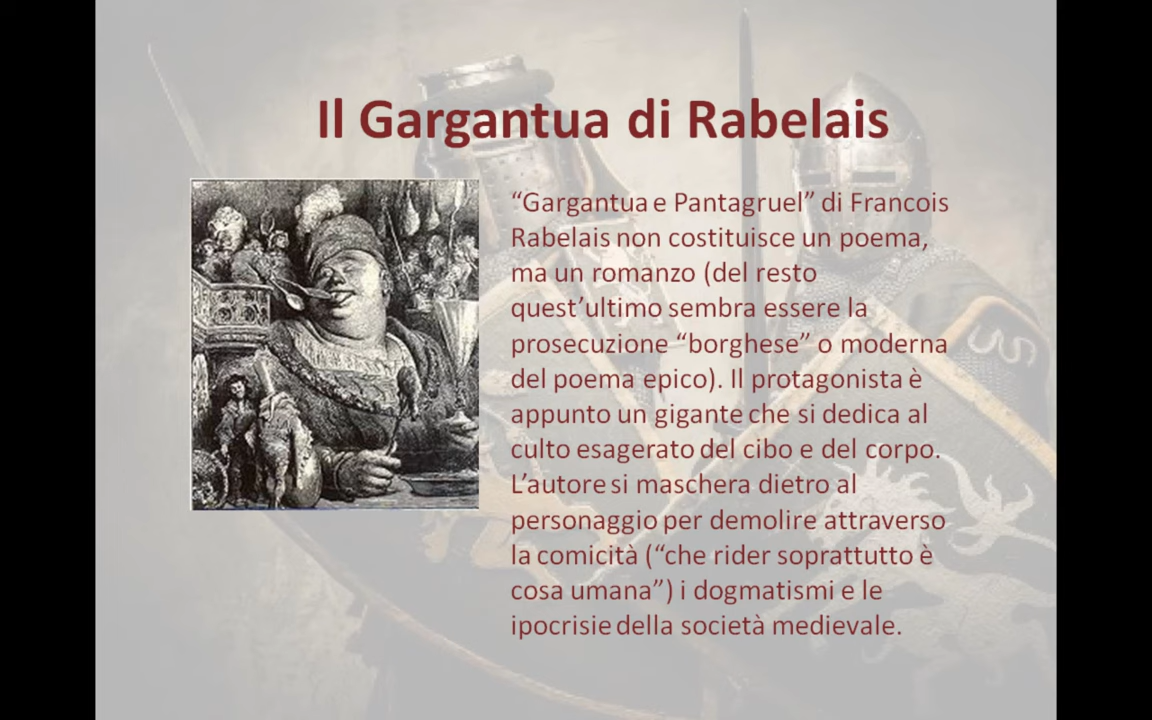 Il Gargantua di Rabelais
“Gargantua e Pantagruel” di Francois
Rabelais non costituisce un poema,
ma un romanzo (del resto
quest’ultimo sembra essere la
prosecuzione “borghese” o moderna
del poema epico). Il protagonista è
appunto un gigante che si dedica al
culto esagerato del cibo e del corpo.
L’autore si maschera dietro al
personaggio per demolire attraverso
la comicità (“che rider soprattutto è
cosa umana”) i dogmatismi e le
ipocrisie della società medievale.